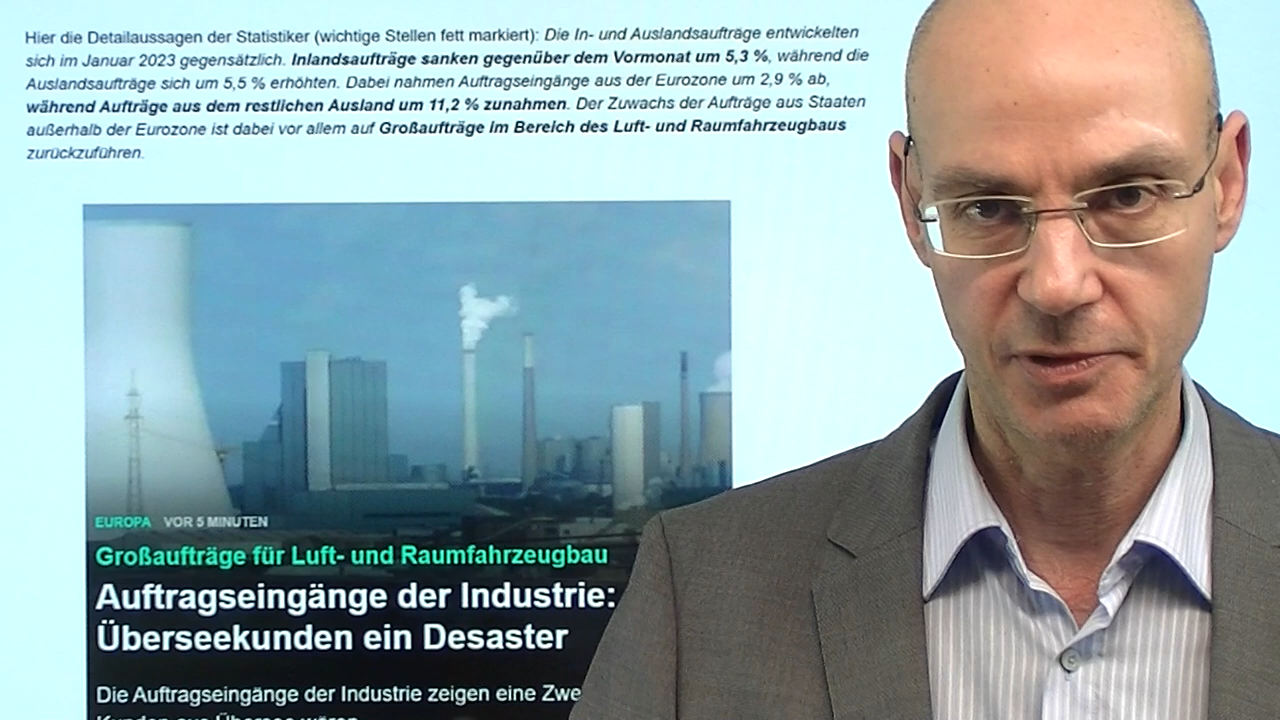 Hier die Detailaussagen der Statistiker (wichtige Stellen fett markiert): Die In- und Auslandsaufträge entwickelten
sich im Januar 2023 gegensätzlich. Inlandsaufträge sanken gegenüber dem Vormonat um 5,3 %, während die
Auslandsaufträge sich um 5,5 % erhöhten. Dabei nahmen Auftragseingänge aus der Eurozone um 2,9 % ab,
während Aufträge aus dem restlichen Ausland um 11,2 % zunahmen. Der Zuwachs der Aufträge aus Staaten
außerhalb der Eurozone ist dabei vor allem auf Großaufträge im Bereich des Luft- und Raumfahrzeugbaus
zurückzuführen.
EUROPA VOR 5 MINUTEN
Großaufträge für Luft- und Raumfahrzeugbau
Auftragseingänge der Industrie:
Überseekunden ein Desaster
Die Auftragseingänge der Industrie zeigen eine Zwe